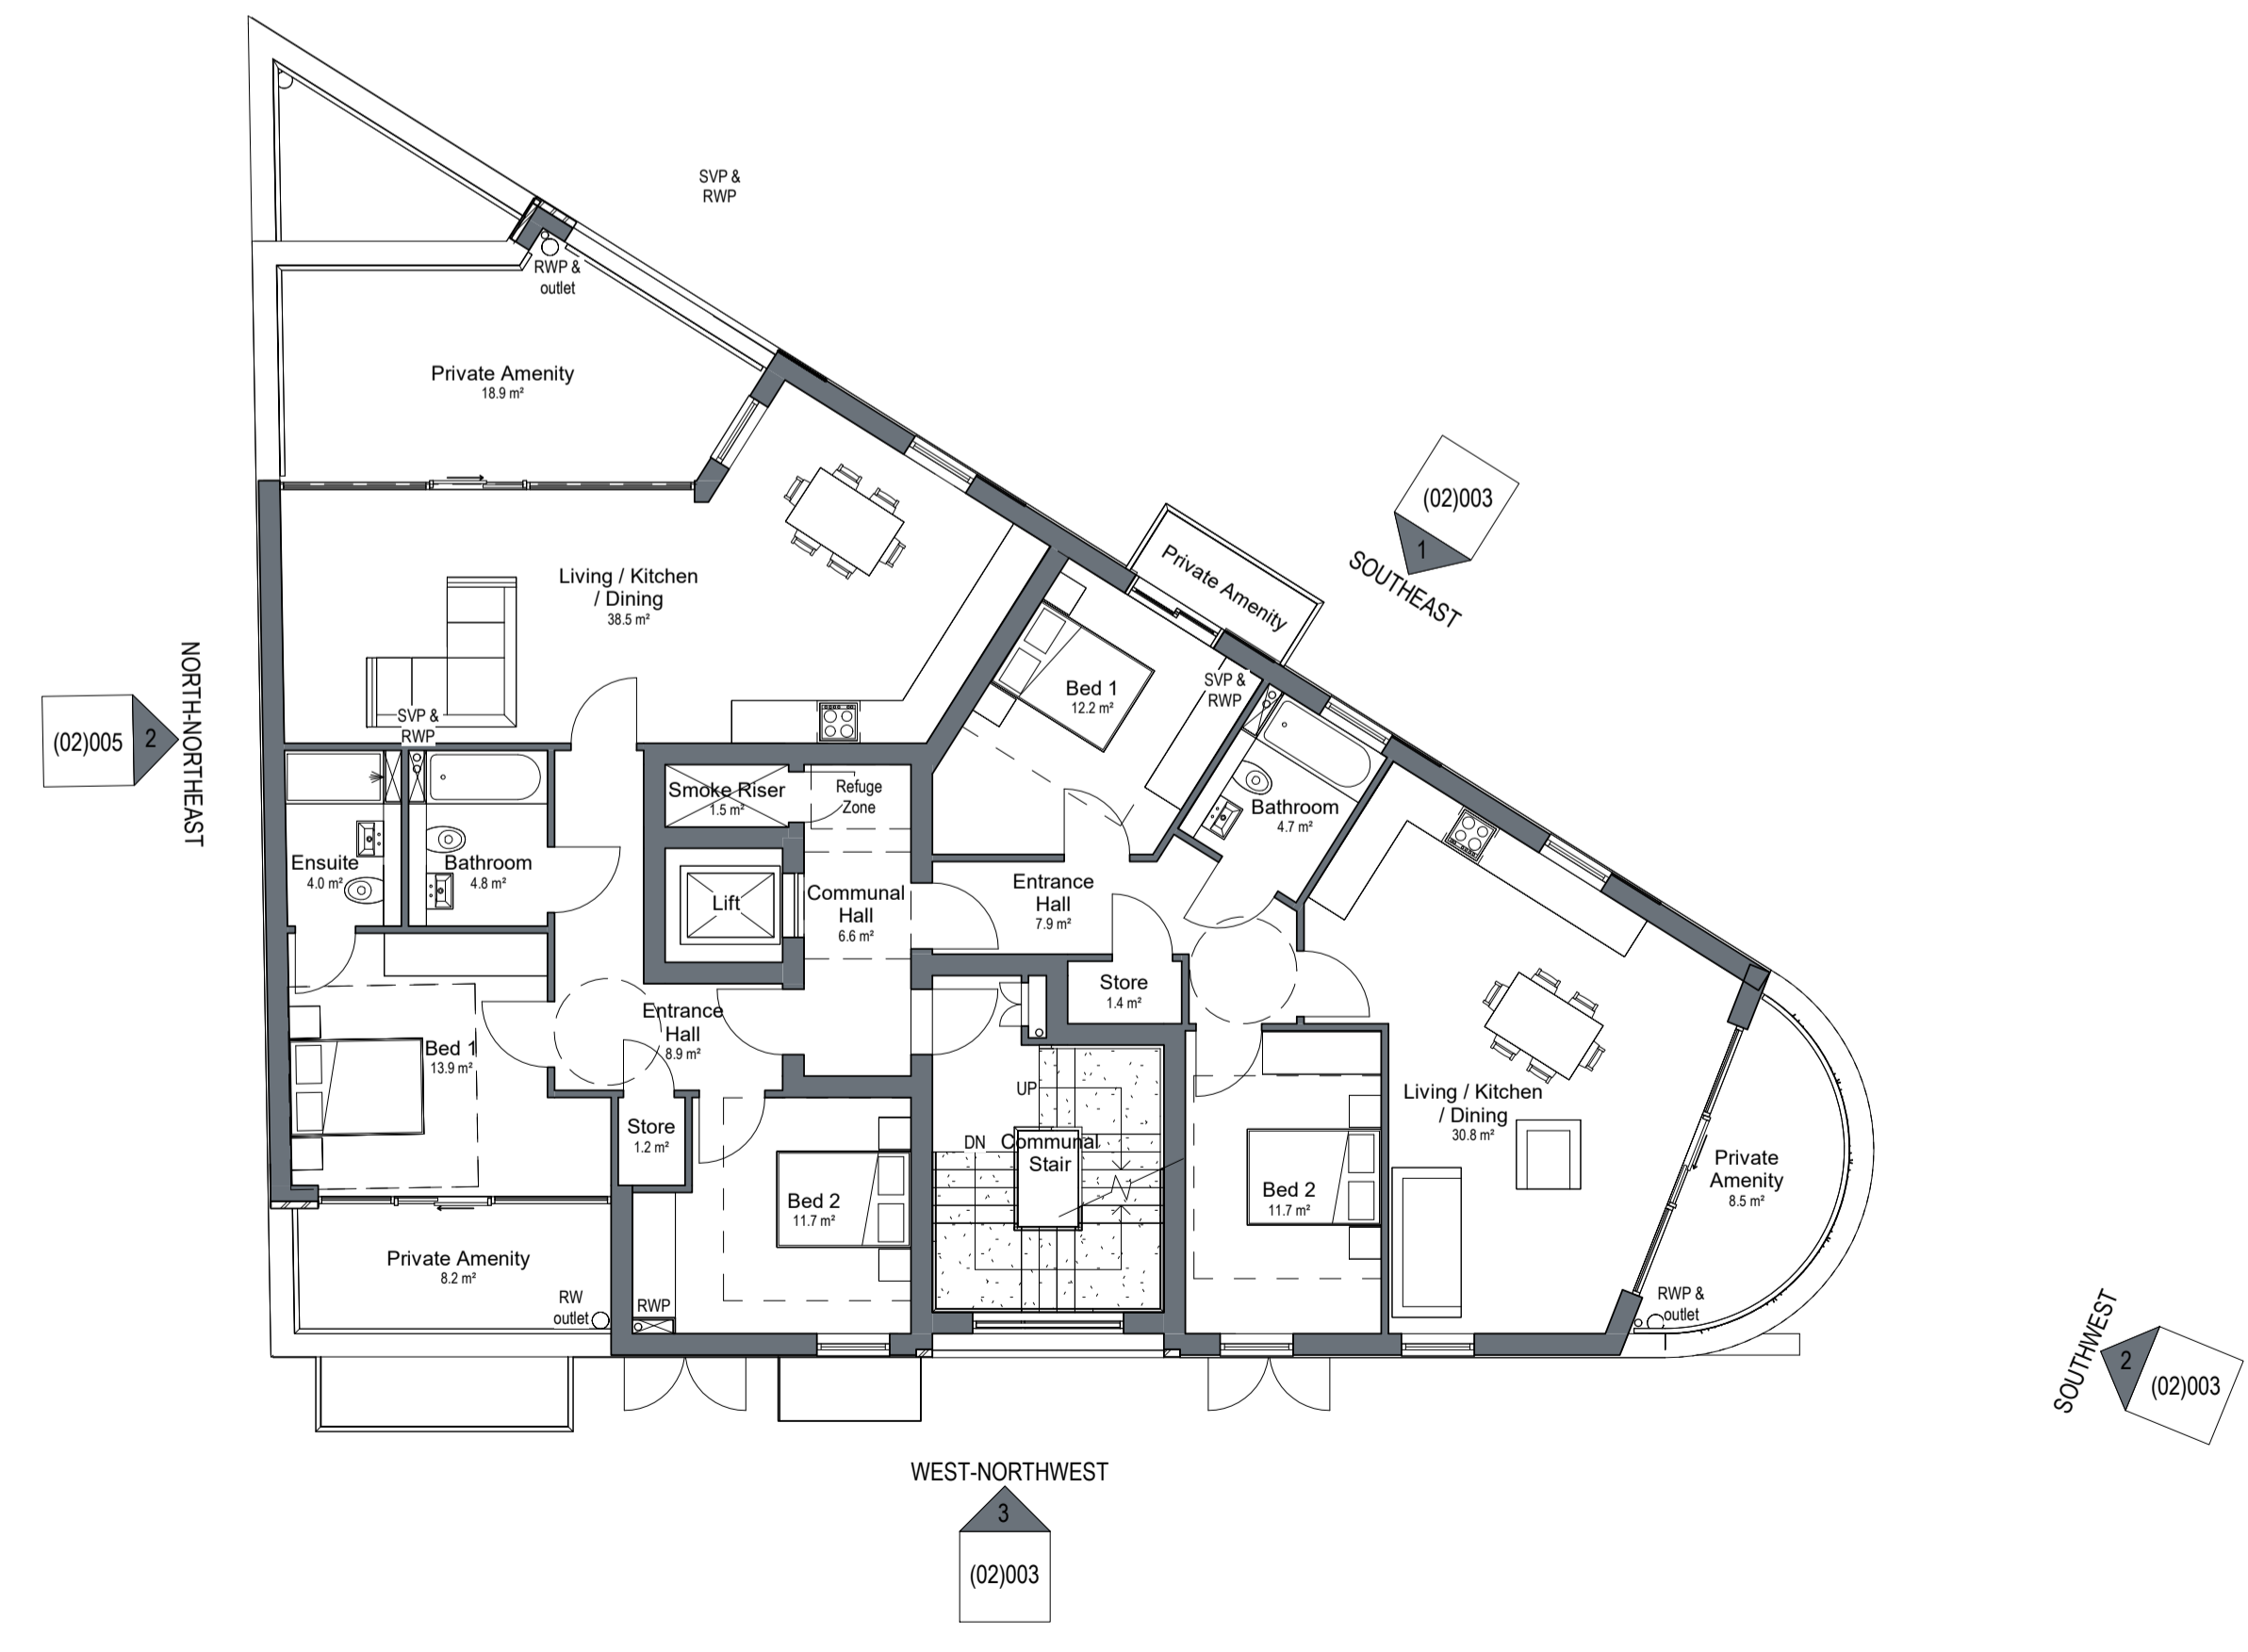 SVP &
RWP
RWP &
outlet
Private Amenity
18.9 m²
(02)003
1
SOUTHEAST
Private Amenity
Living / Kitchen
/ Dining
38.5 m²
NORTH-NORTHEAST
(02)005
2
SVP &
RWP
Bed 1
12.2 m²
SVP &
RWP
Smoke Riser
1.5 m²
Refuge
Zone
Bathroom
4.7 m²
Ensuite
4.0 m²
Bathroom
4.8 m²
Lift
Communal
Hall
6.6 m²
Entrance
Hall
7.9 m²
Store
1.4 m²
Entrance
Hall
8.9 m²
Bed 1
13.9 m²
UP
DN
Communal
Stair
Living / Kitchen
/ Dining
30.8 m²
Store
1.2 m²
Bed 2
11.7 m²
Bed 2
11.7 m²
Private
Amenity
8.5 m²
Private Amenity
8.2 m²
RW
outlet
RWP
RWP &
outlet
SOUTHWEST
2
(02)003
WEST-NORTHWEST
3
(02)003